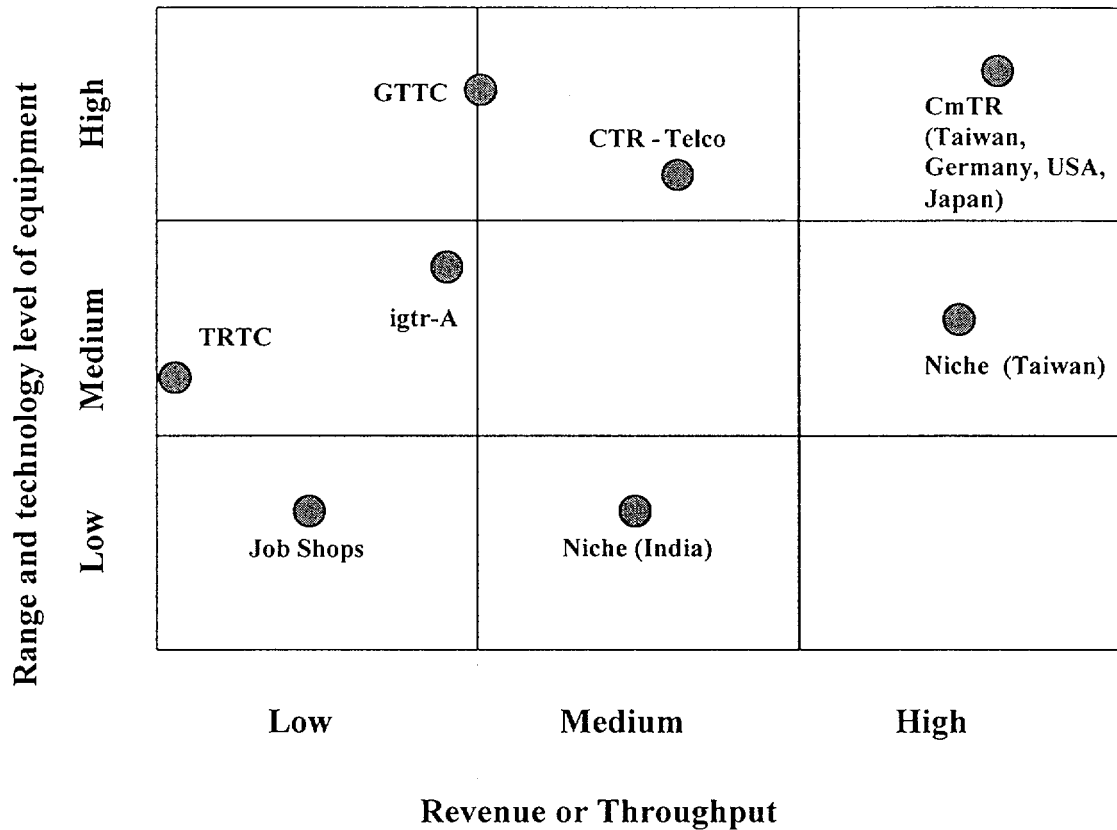 Range and technology level of equipment
High
Medium
Low
GTTC
CTR - Telco
CmTR
(Taiwan,
Germany, USA,
Japan)
TRTC
igtr-A
Niche (Taiwan)
Job Shops
Niche (India)
Low
Medium
High
Revenue or Throughput